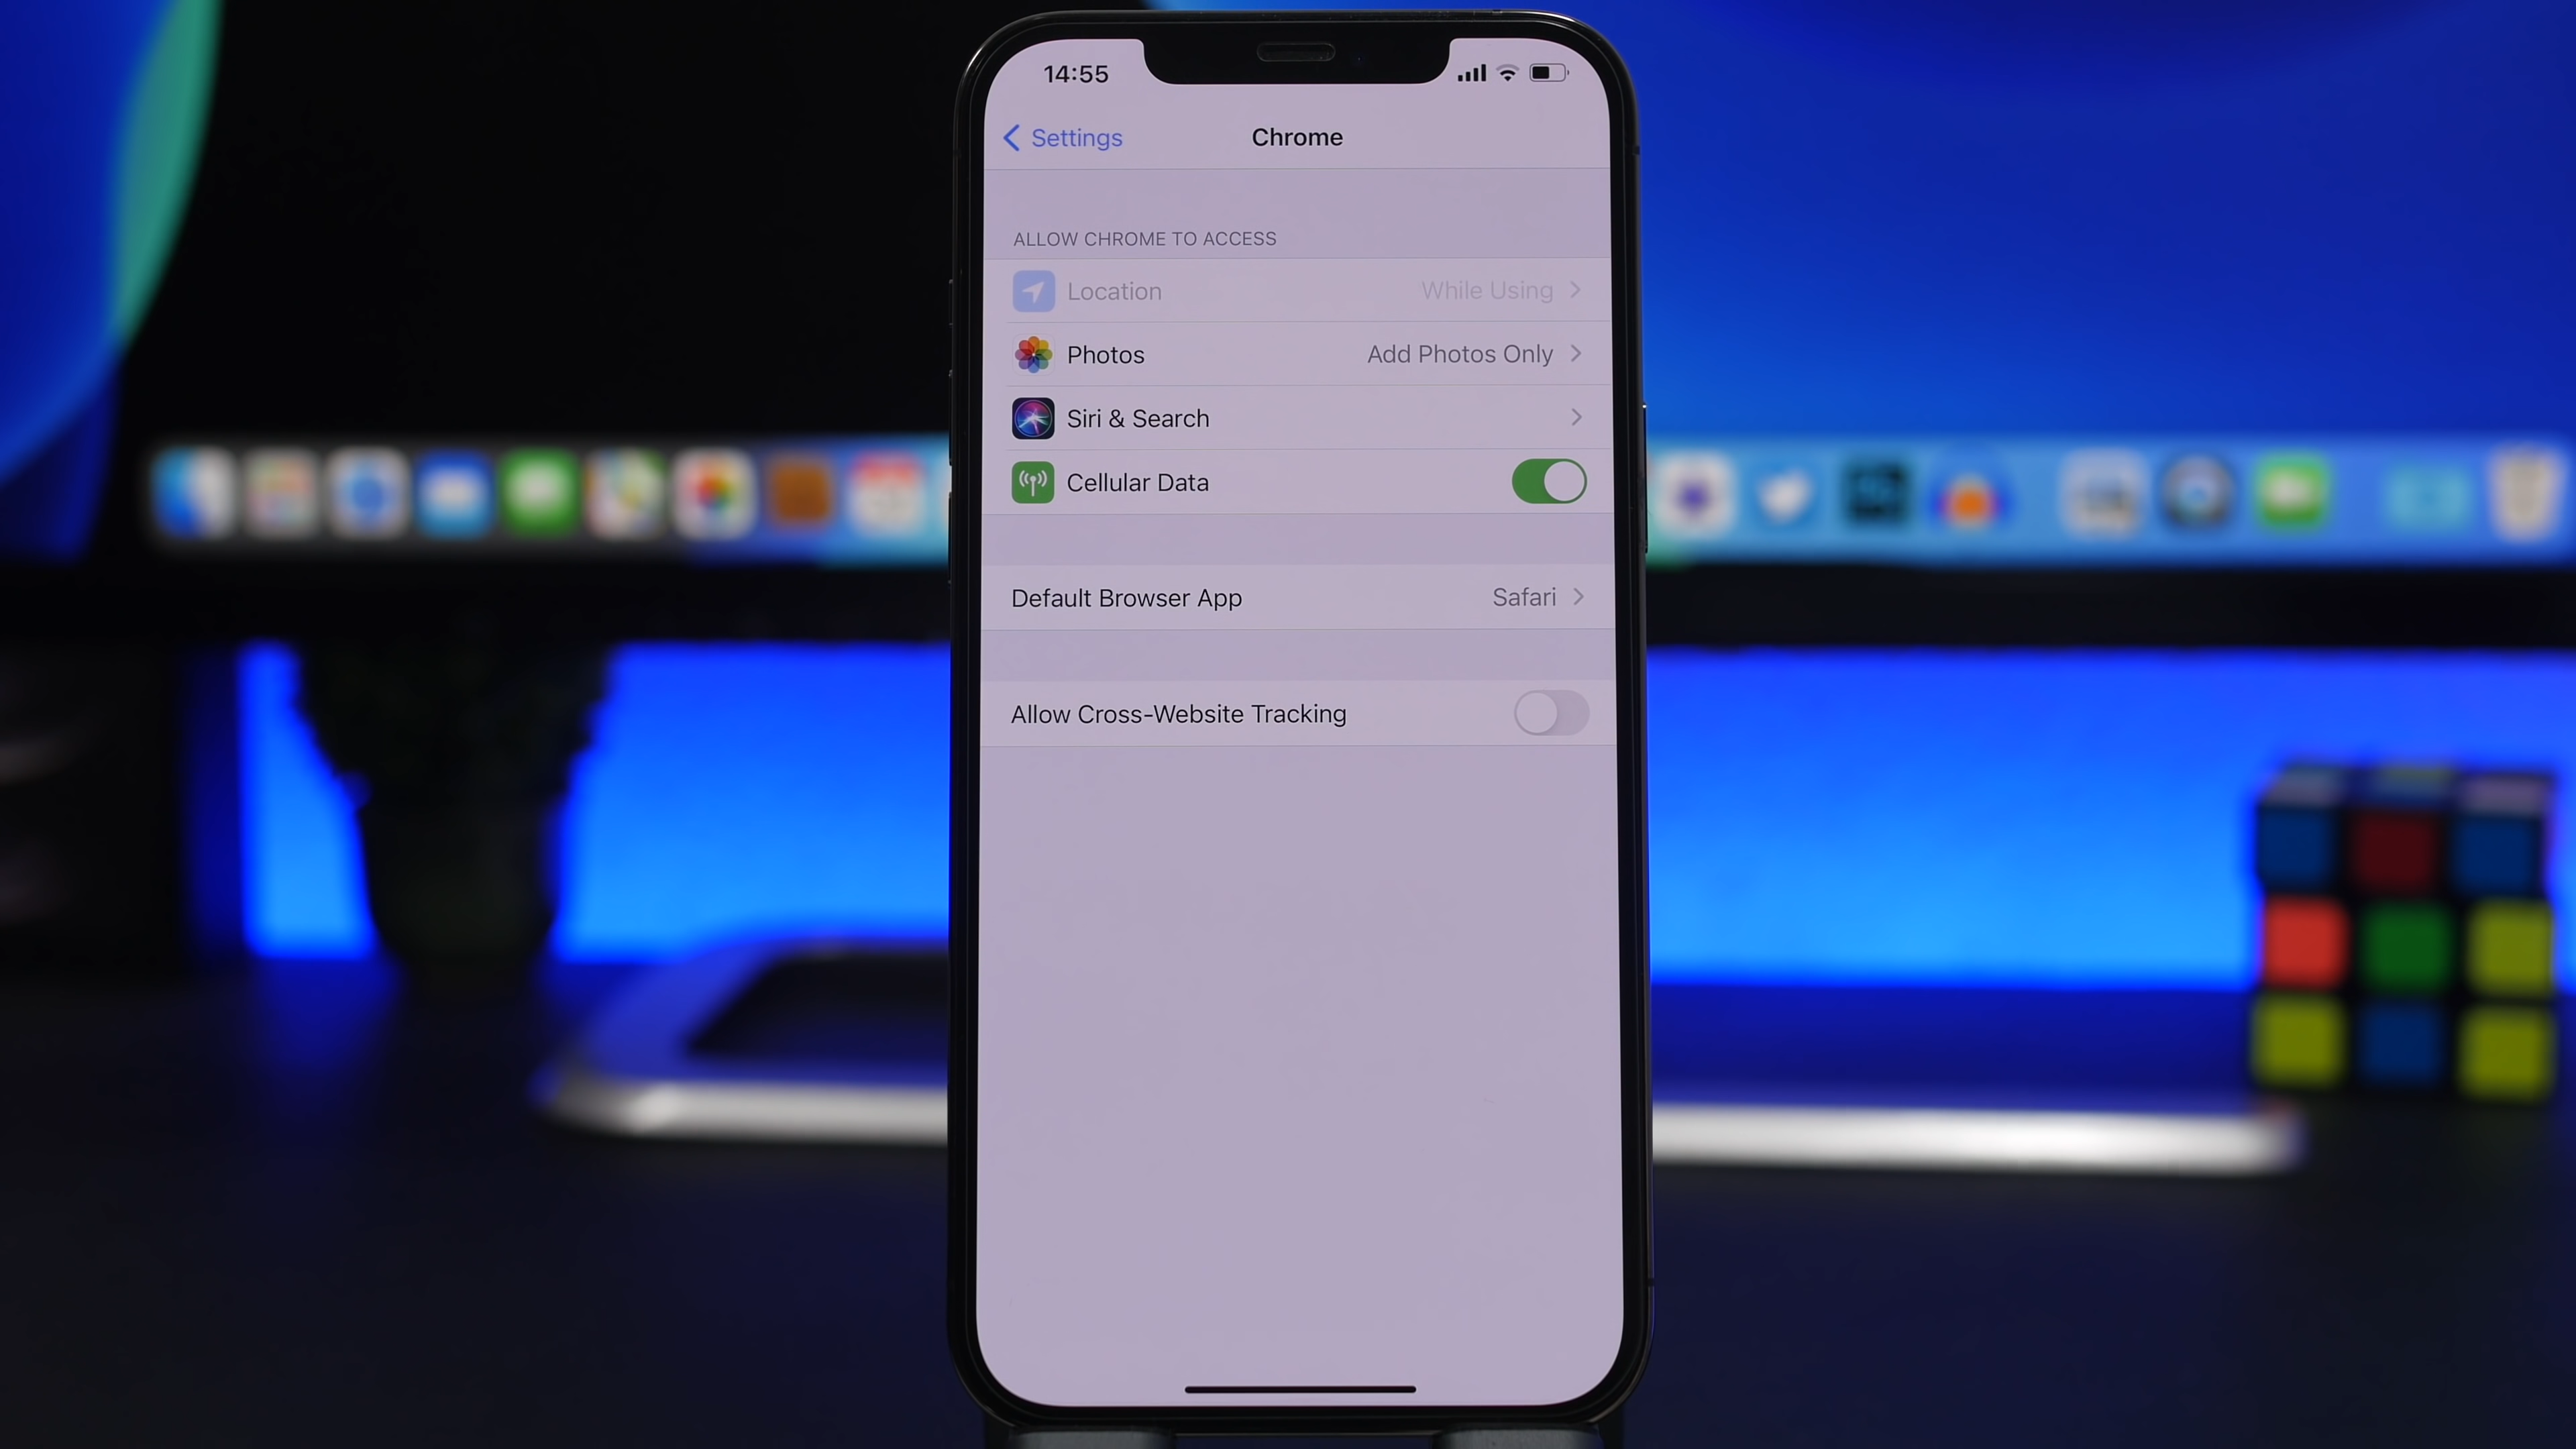 14:55
Settings
Chrome
ALLOW CHROME TO ACCESS
Location While Using
Photos Add Photos Only
Siri & Search
Cellular Data
Default Browser App Safari
Allow Cross-Website Tracking